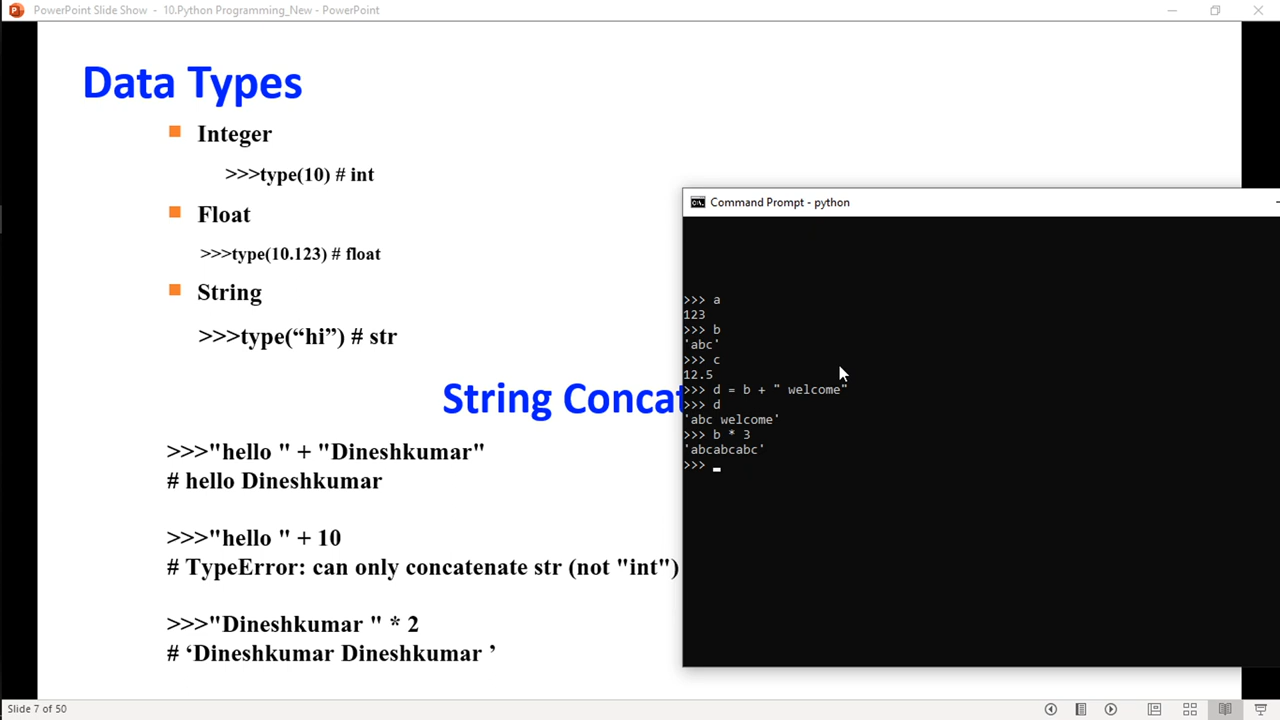 PowerPoint Slide Show - 10.Python Programming_New - PowerPoint
Data Types
Integer
>>>type(10) # int
Float
>>>type(10.123) # float
String
>>>type(“hi”) # str
String Concat
>>>"hello " + "Dineshkumar"
# hello Dineshkumar
>>>"hello " + 10
# TypeError: can only concatenate str (not "int")
>>>"Dineshkumar " * 2
# ‘Dineshkumar Dineshkumar ’
Command Prompt - python
>>> a
123
>>> b
'abc'
>>> c
12.5
>>> d = b + " welcome"
>>> d
'abc welcome'
>>> b * 3
'abcabcabc'
>>>
Slide 7 of 50